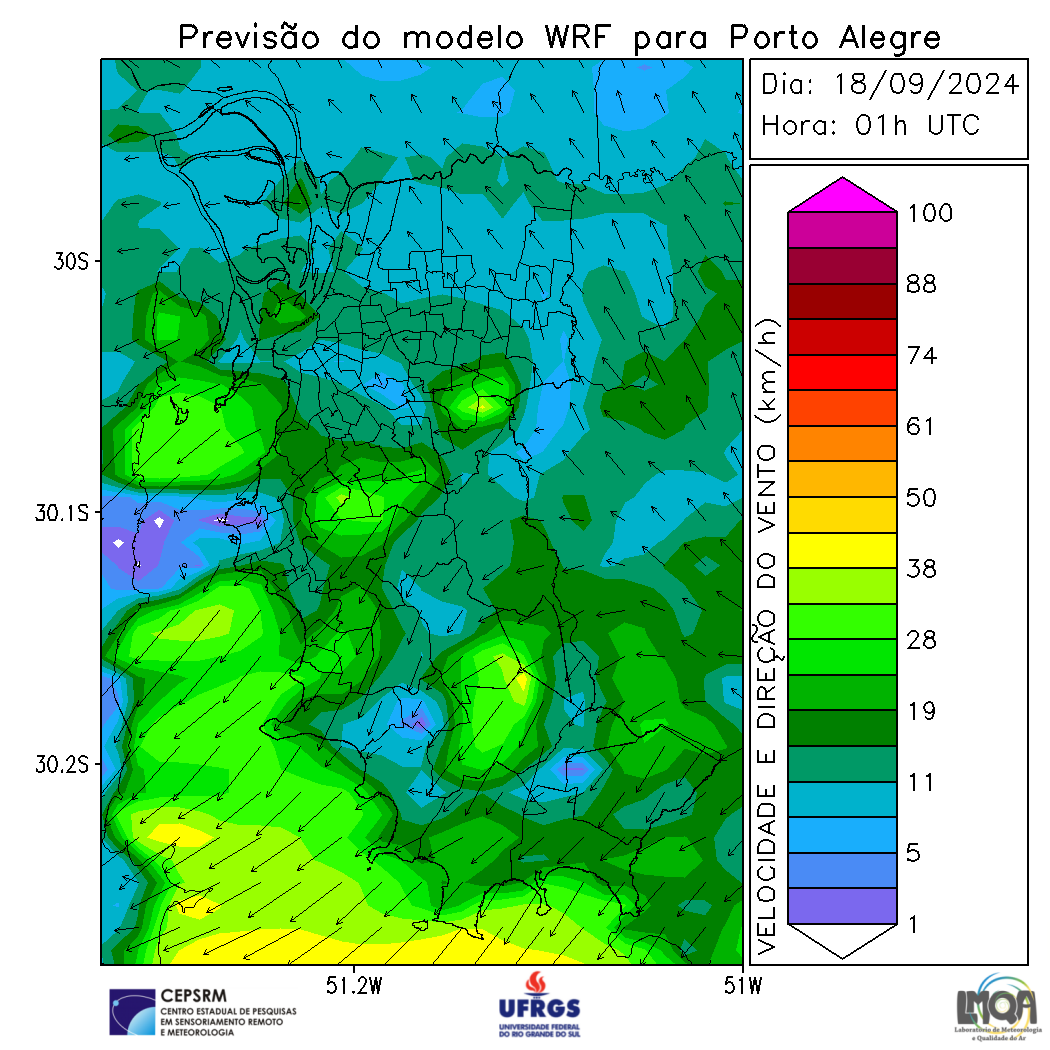 Previsão do modelo WRF para Porto Alegre
Dia: 18/09/2024
Hora: 01h UTC
30S
30.1S
30.2S
51.2W
51W
VELOCIDADE E DIREÇÃO DO VENTO (km/h)
100
88
74
61
50
38
28
19
11
5
1
CEPSRM
CENTRO ESTADUAL DE PESQUISAS
EM SENSORIAMENTO REMOTO
E METEOROLOGIA
UFRGS
UNIVERSIDADE FEDERAL
DO RIO GRANDE DO SUL
LMQA
Laboratório de Meteorologia
e Qualidade do Ar